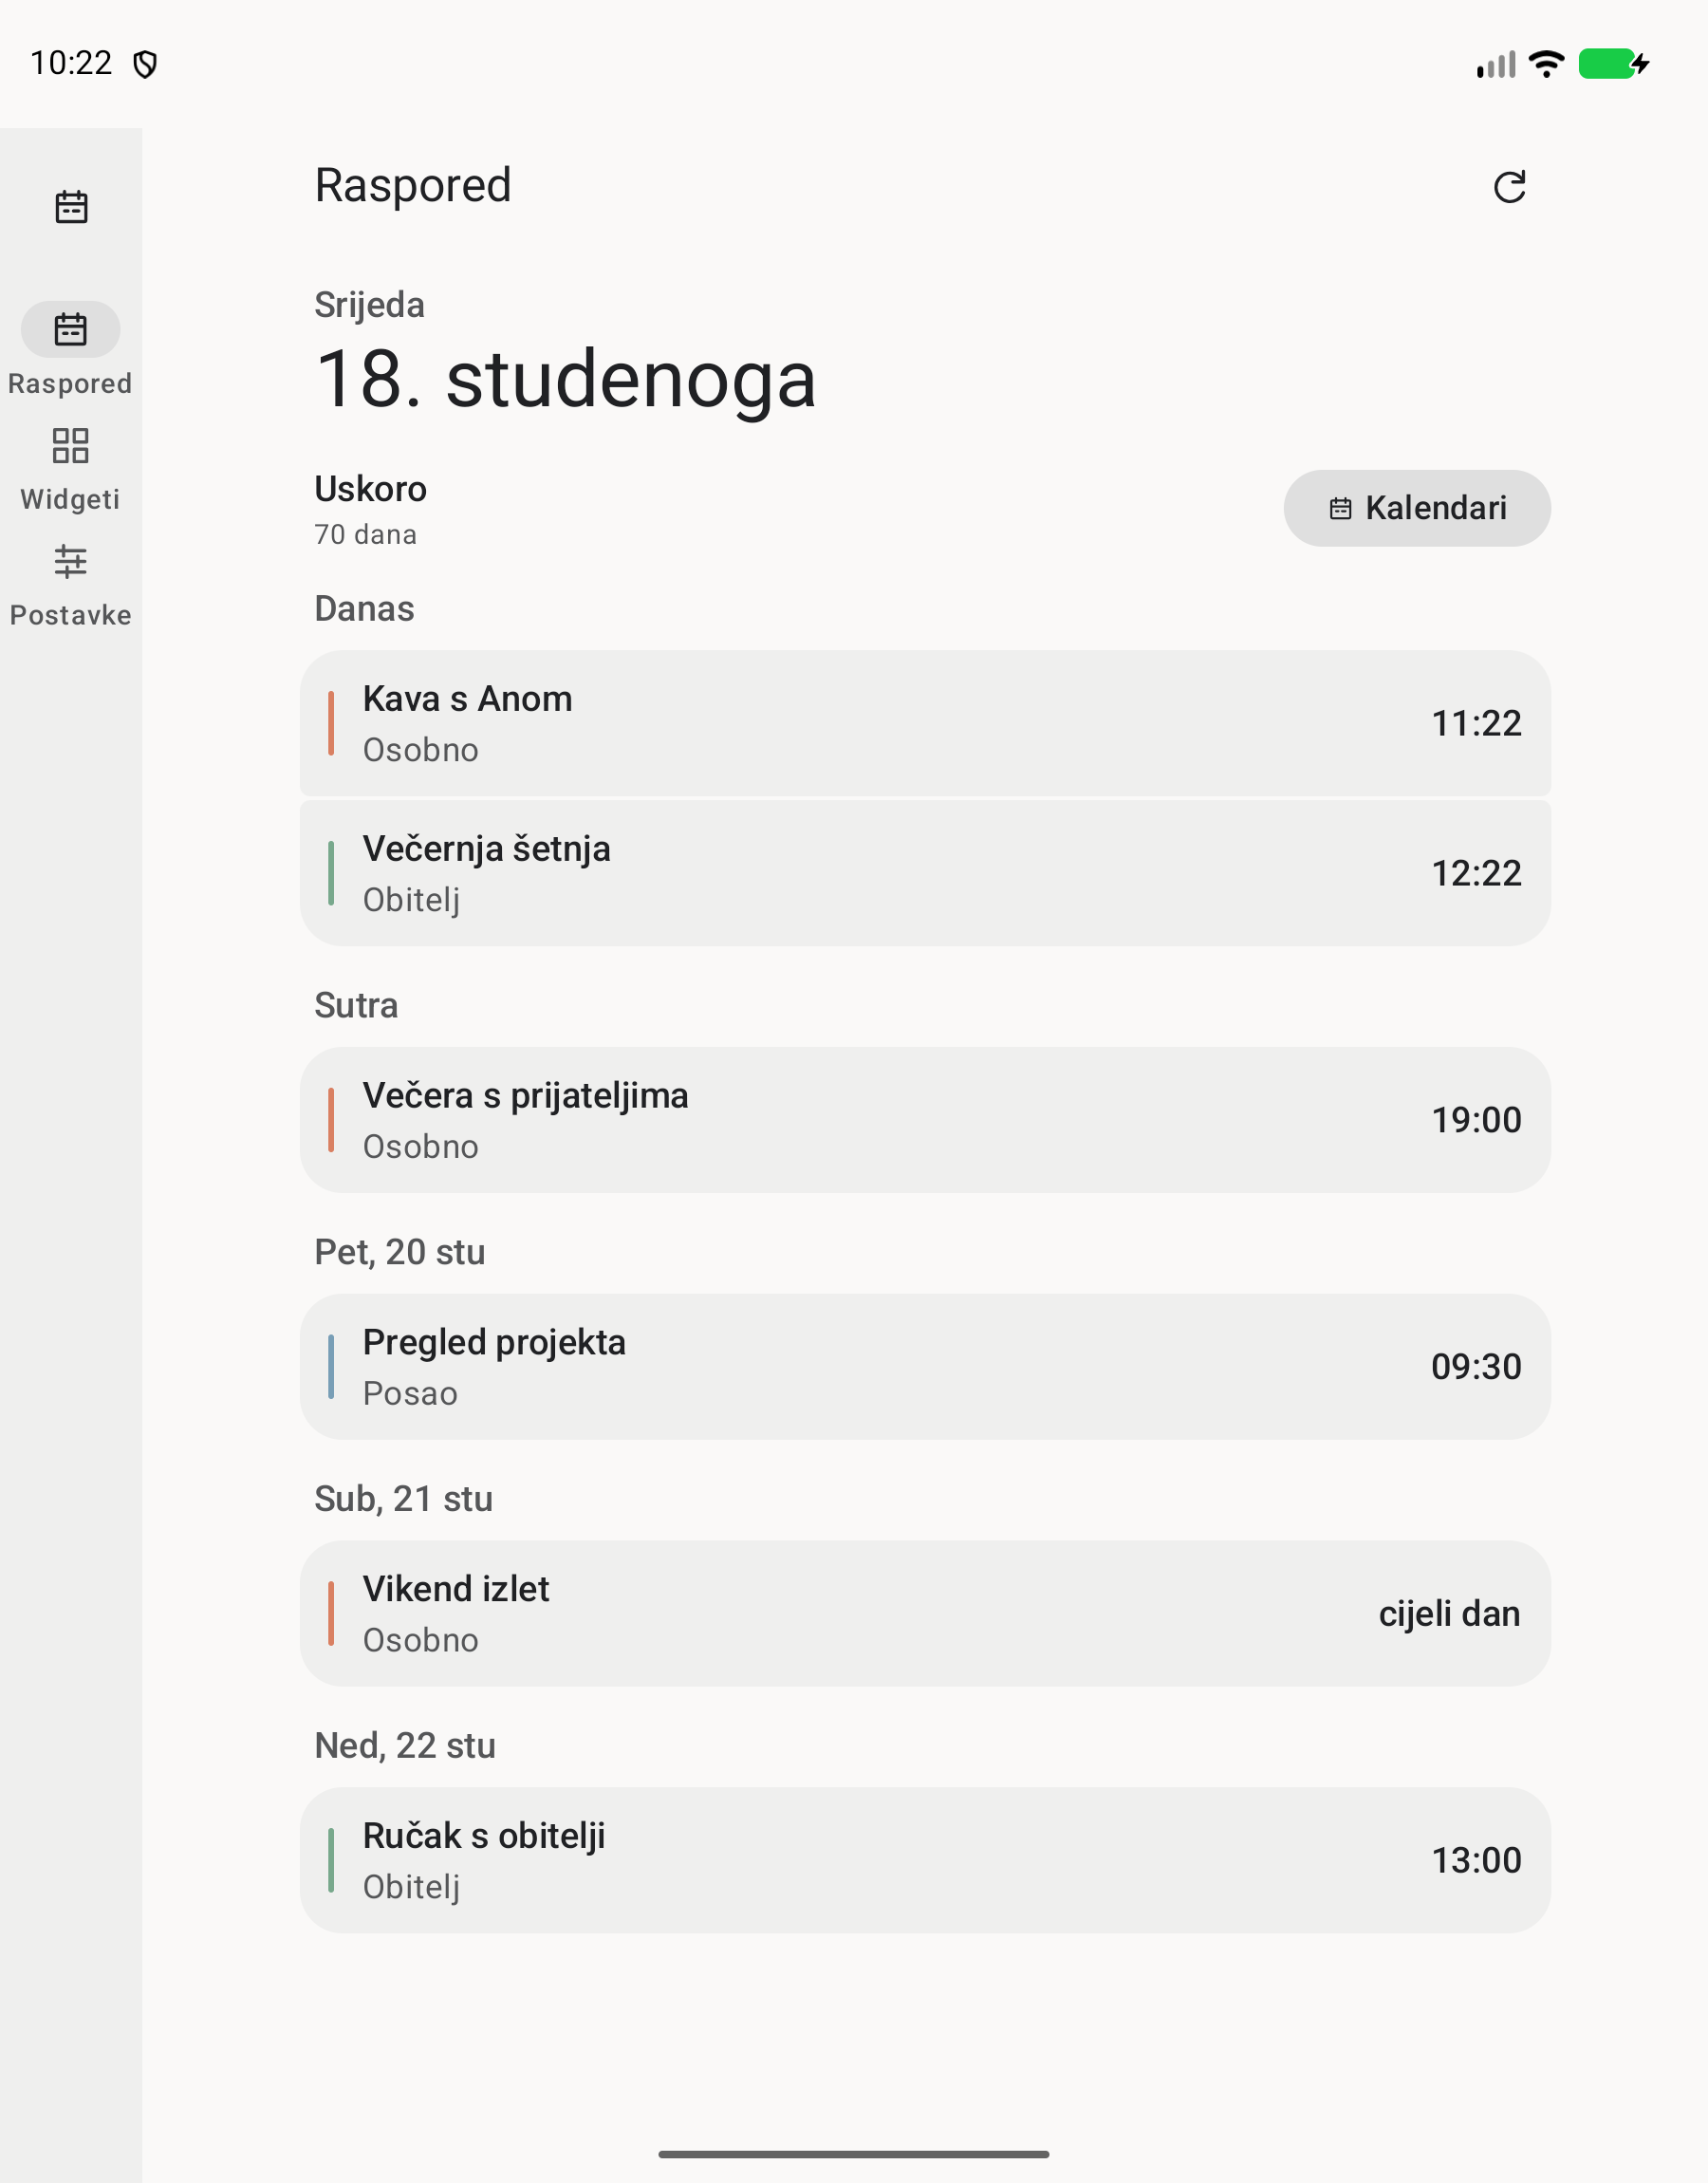 10:22
Raspored
Widgeti
Postavke
Raspored
Srijeda
18. studenoga
Uskoro
70 dana
Kalendari
Danas
Kava s Anom
Osobno
11:22
Večernja šetnja
Obitelj
12:22
Sutra
Večera s prijateljima
Osobno
19:00
Pet, 20 stu
Pregled projekta
Posao
09:30
Sub, 21 stu
Vikend izlet
Osobno
cijeli dan
Ned, 22 stu
Ručak s obitelji
Obitelj
13:00